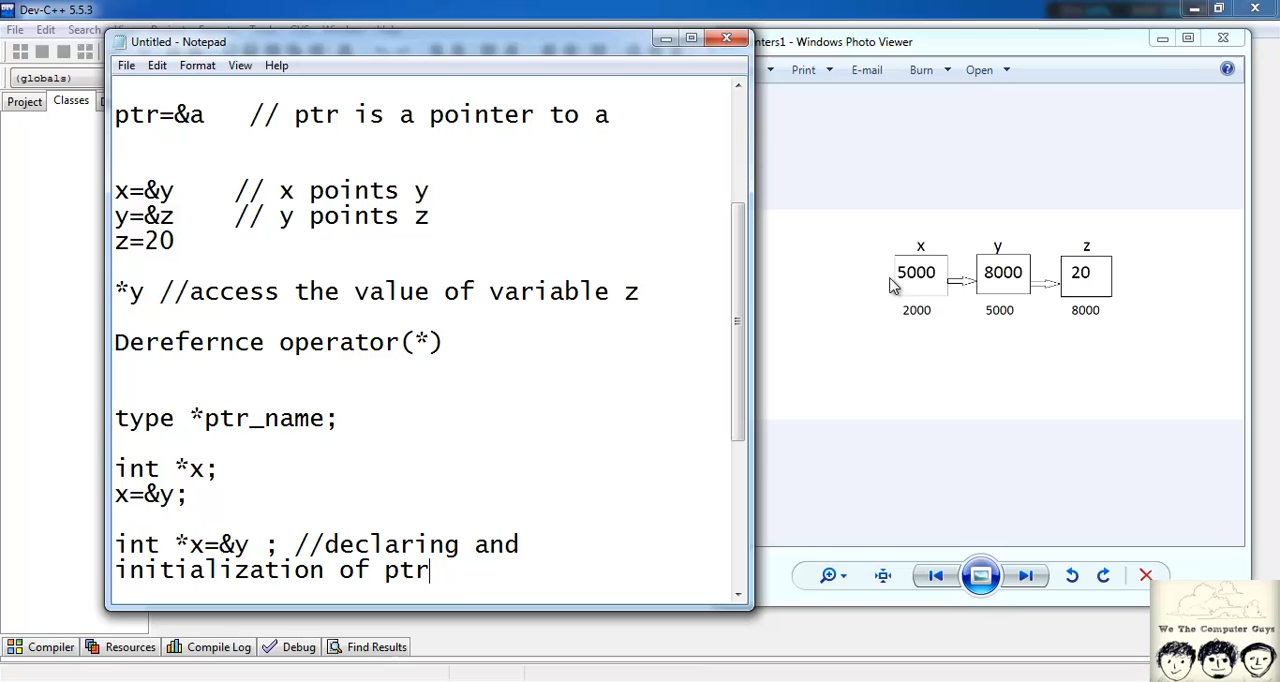 Dev-C++ 5.5.3
File Edit Search
(globals)
Project Classes
Untitled - Notepad
File Edit Format View Help
ptr=&a // ptr is a pointer to a
x=&y // x points y
y=&z // y points z
z=20
*y //access the value of variable z
Derefernce operator(*)
type *ptr_name;
int *x;
x=&y;
int *x=&y ; //declaring and
initialization of ptr
nters1 - Windows Photo Viewer
Print E-mail Burn Open
x y z
5000 8000 20
2000 5000 8000
Compiler Resources Compile Log Debug Find Results
We The Computer Guys